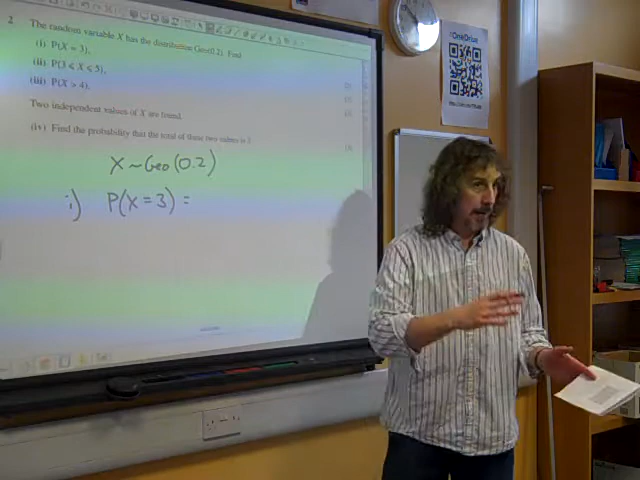 2 The random variable X has the distribution Geo(0.2). Find
(i) P(X = 3),
(ii) P(3 ⩽ X ⩽ 5),
(iii) P(X > 4).
Two independent values of X are found.
(iv) Find the probability that the total of these two values is 3
X ~ Geo (0.2)
i) P(X = 3) =
OneDrive